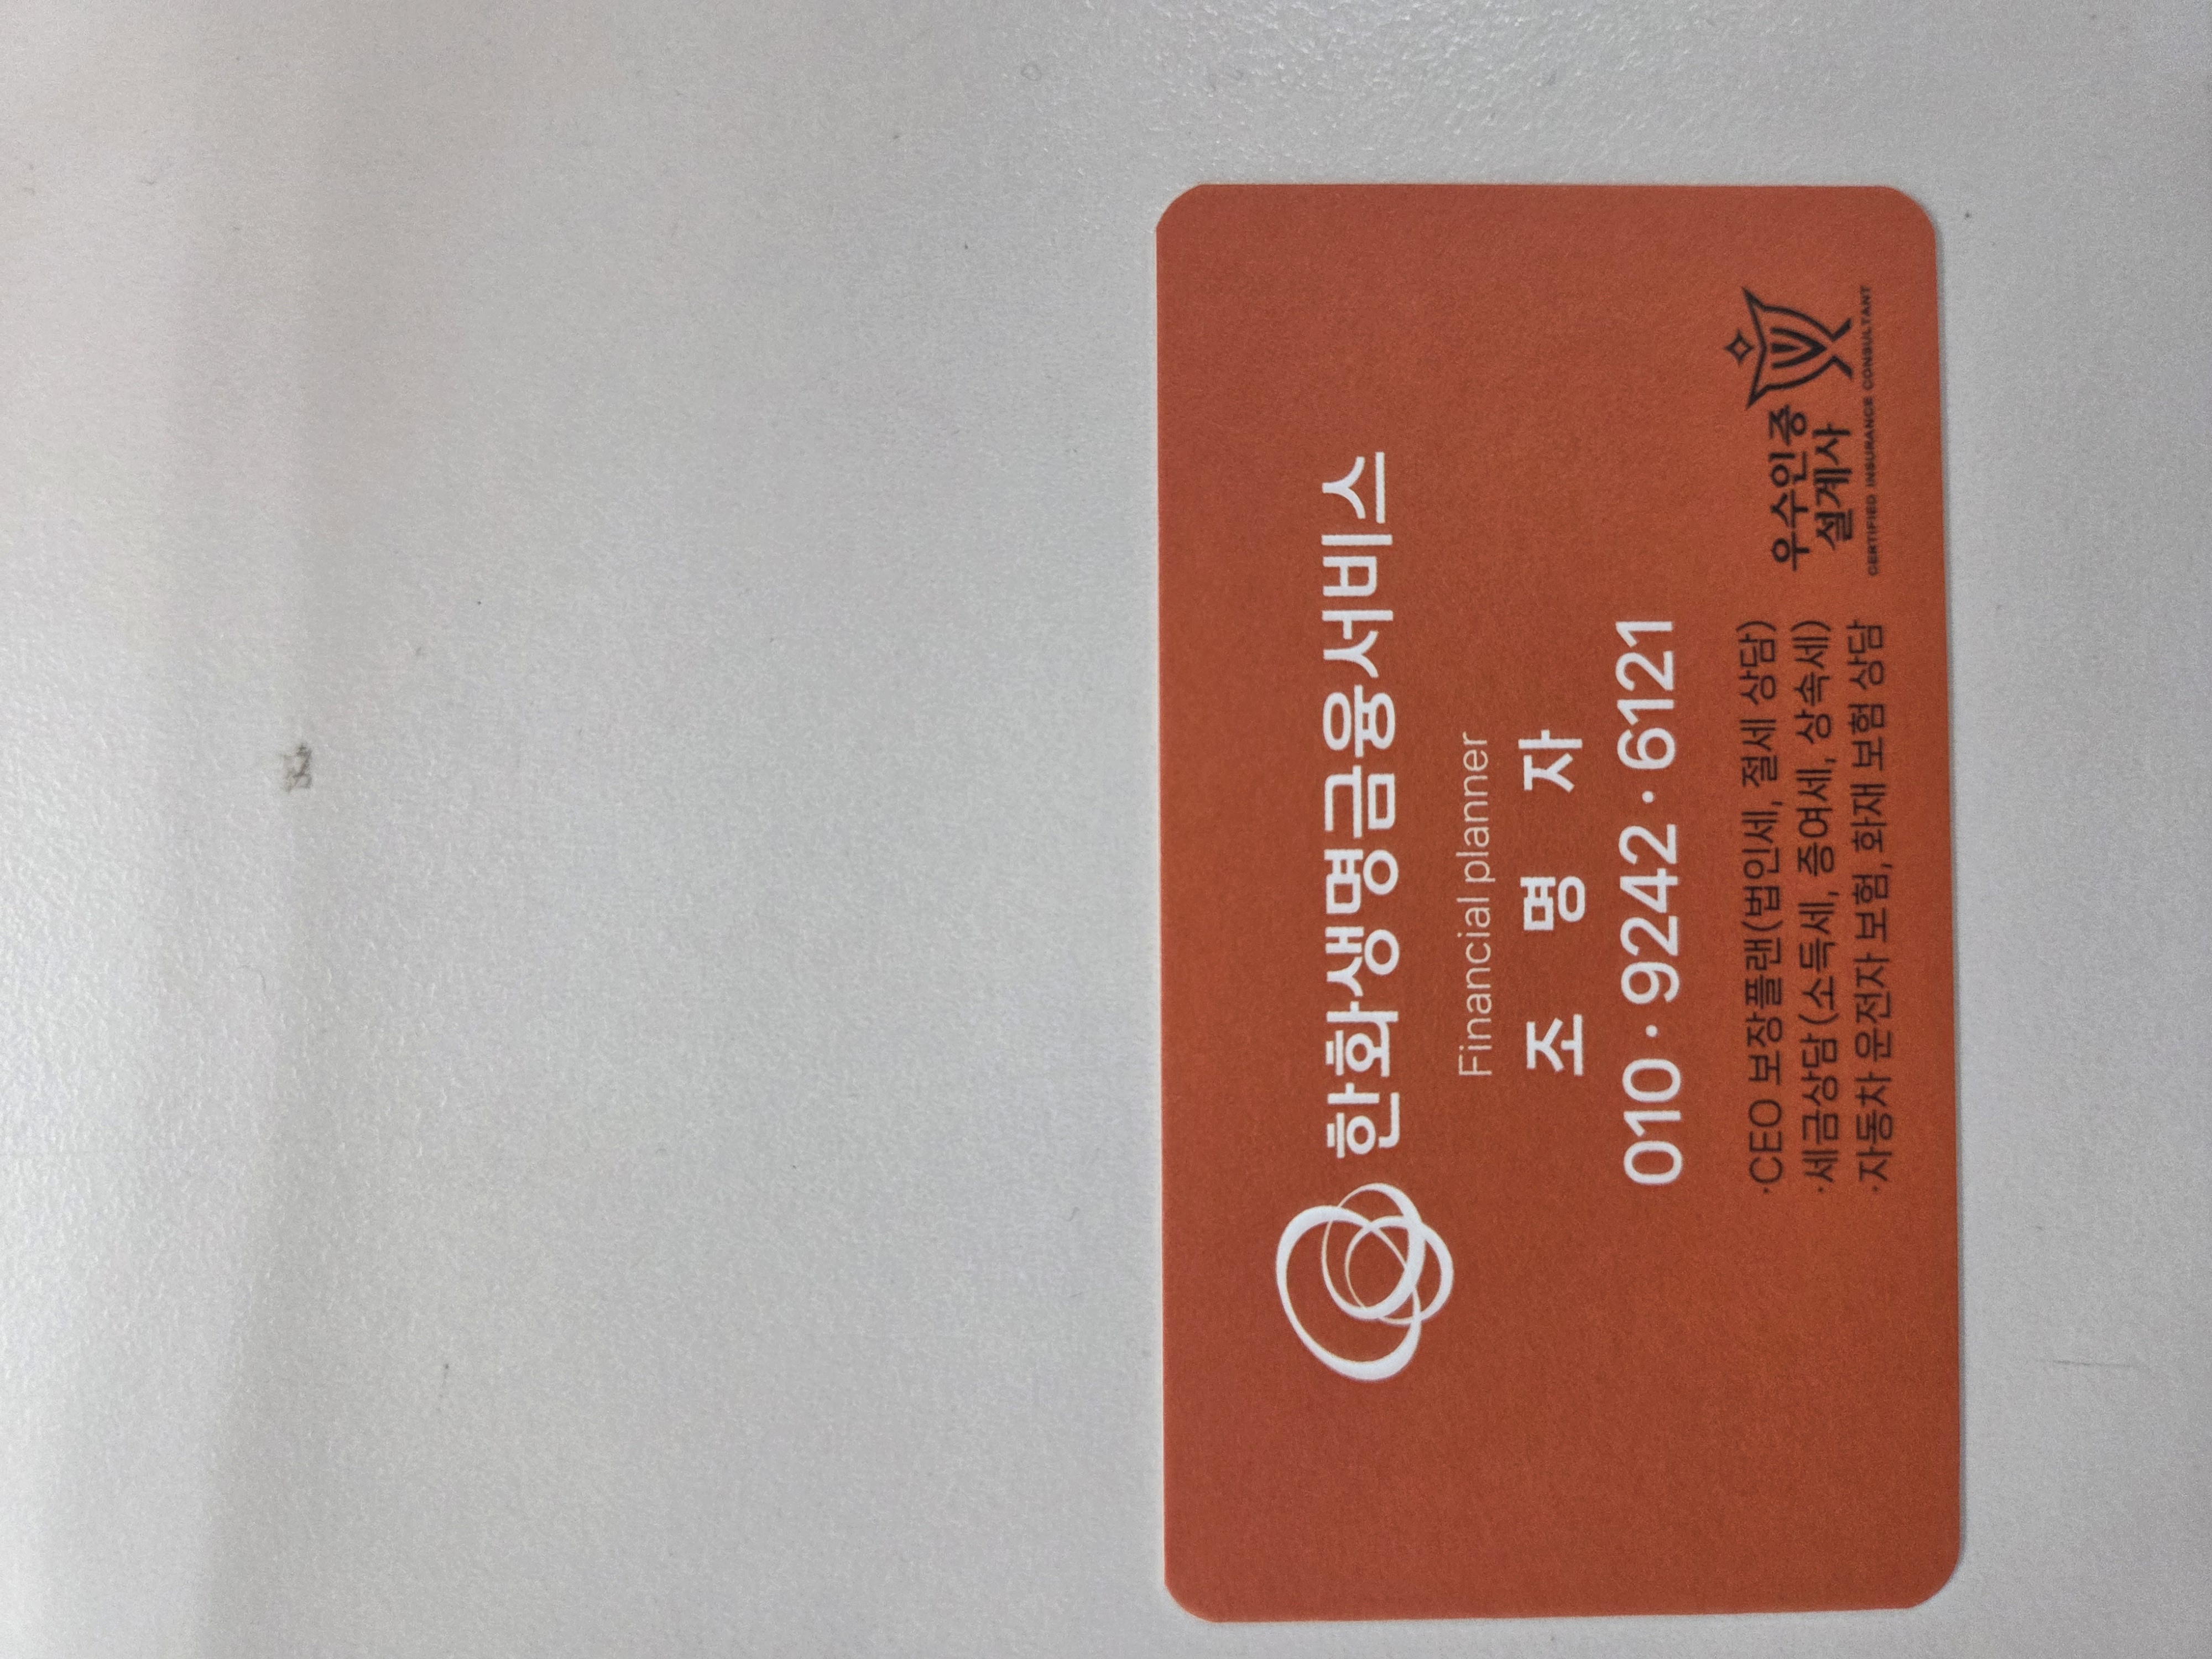 한화생명금융서비스
Financial planner
조 명 자
010 · 9242 · 6121
·CEO 보장플랜(법인세, 절세 상담)
·세금상담(소득세, 증여세, 상속세)
·자동차 운전자 보험, 화재 보험 상담
우수인증
설계사
CERTIFIED INSURANCE CONSULTANT